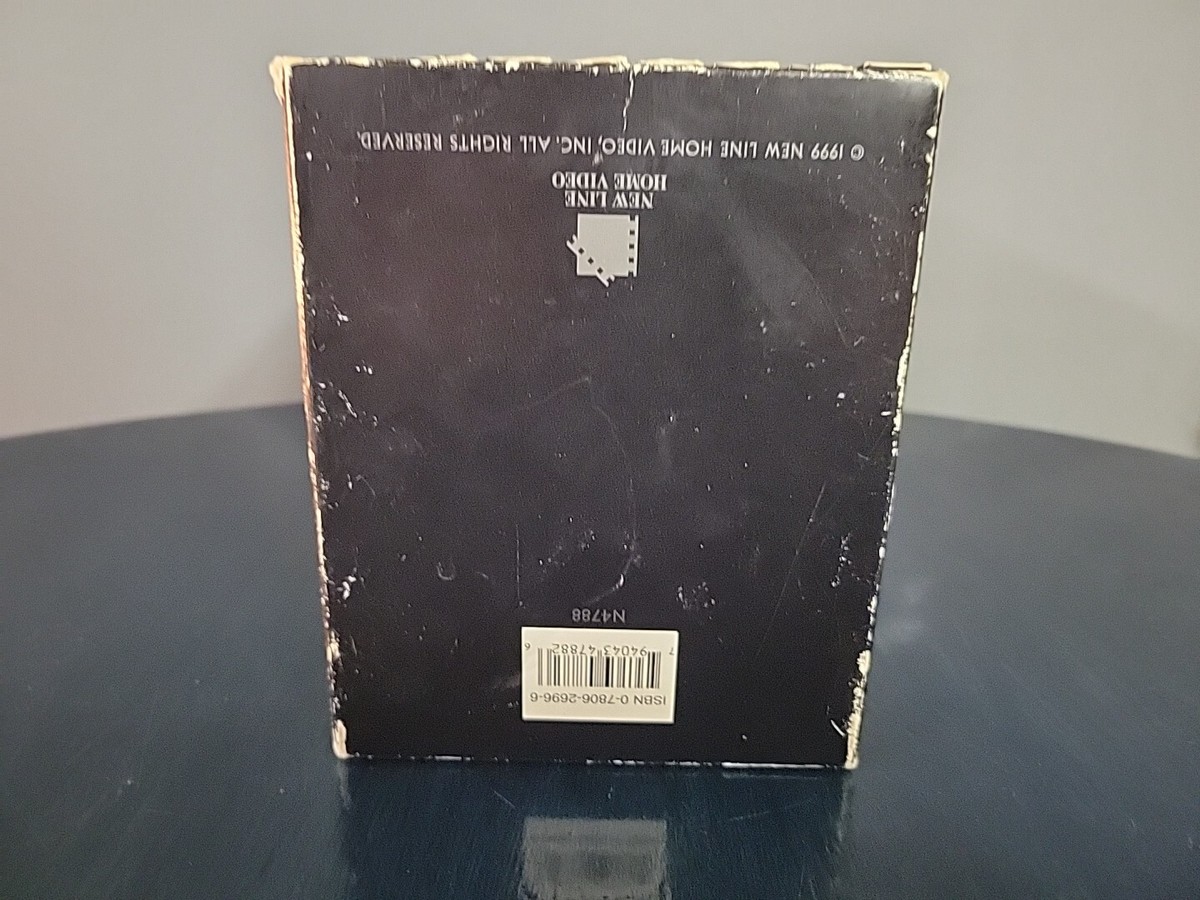 ISBN 0-7806-2696-6
7 94043 47882 6
N4788
NEW LINE
HOME VIDEO
© 1999 NEW LINE HOME VIDEO, INC. ALL RIGHTS RESERVED.